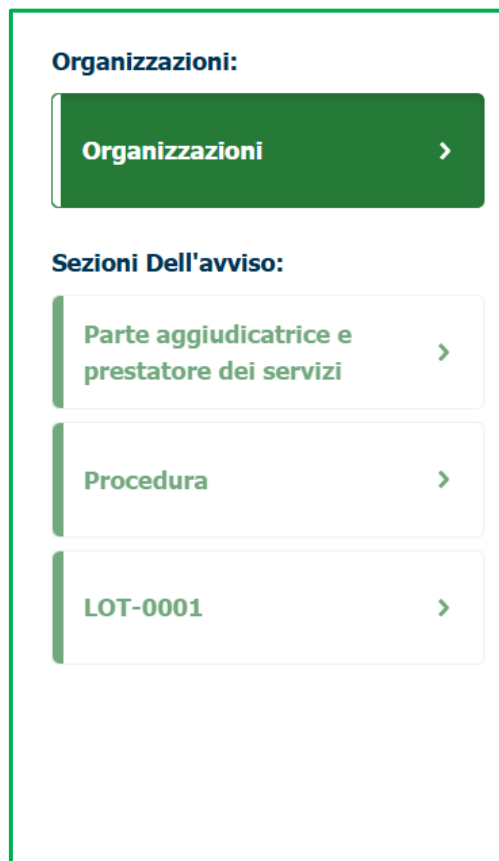 Organizzazioni:
Organizzazioni
Sezioni Dell'avviso:
Parte aggiudicatrice e
prestatore dei servizi
Procedura
LOT-0001